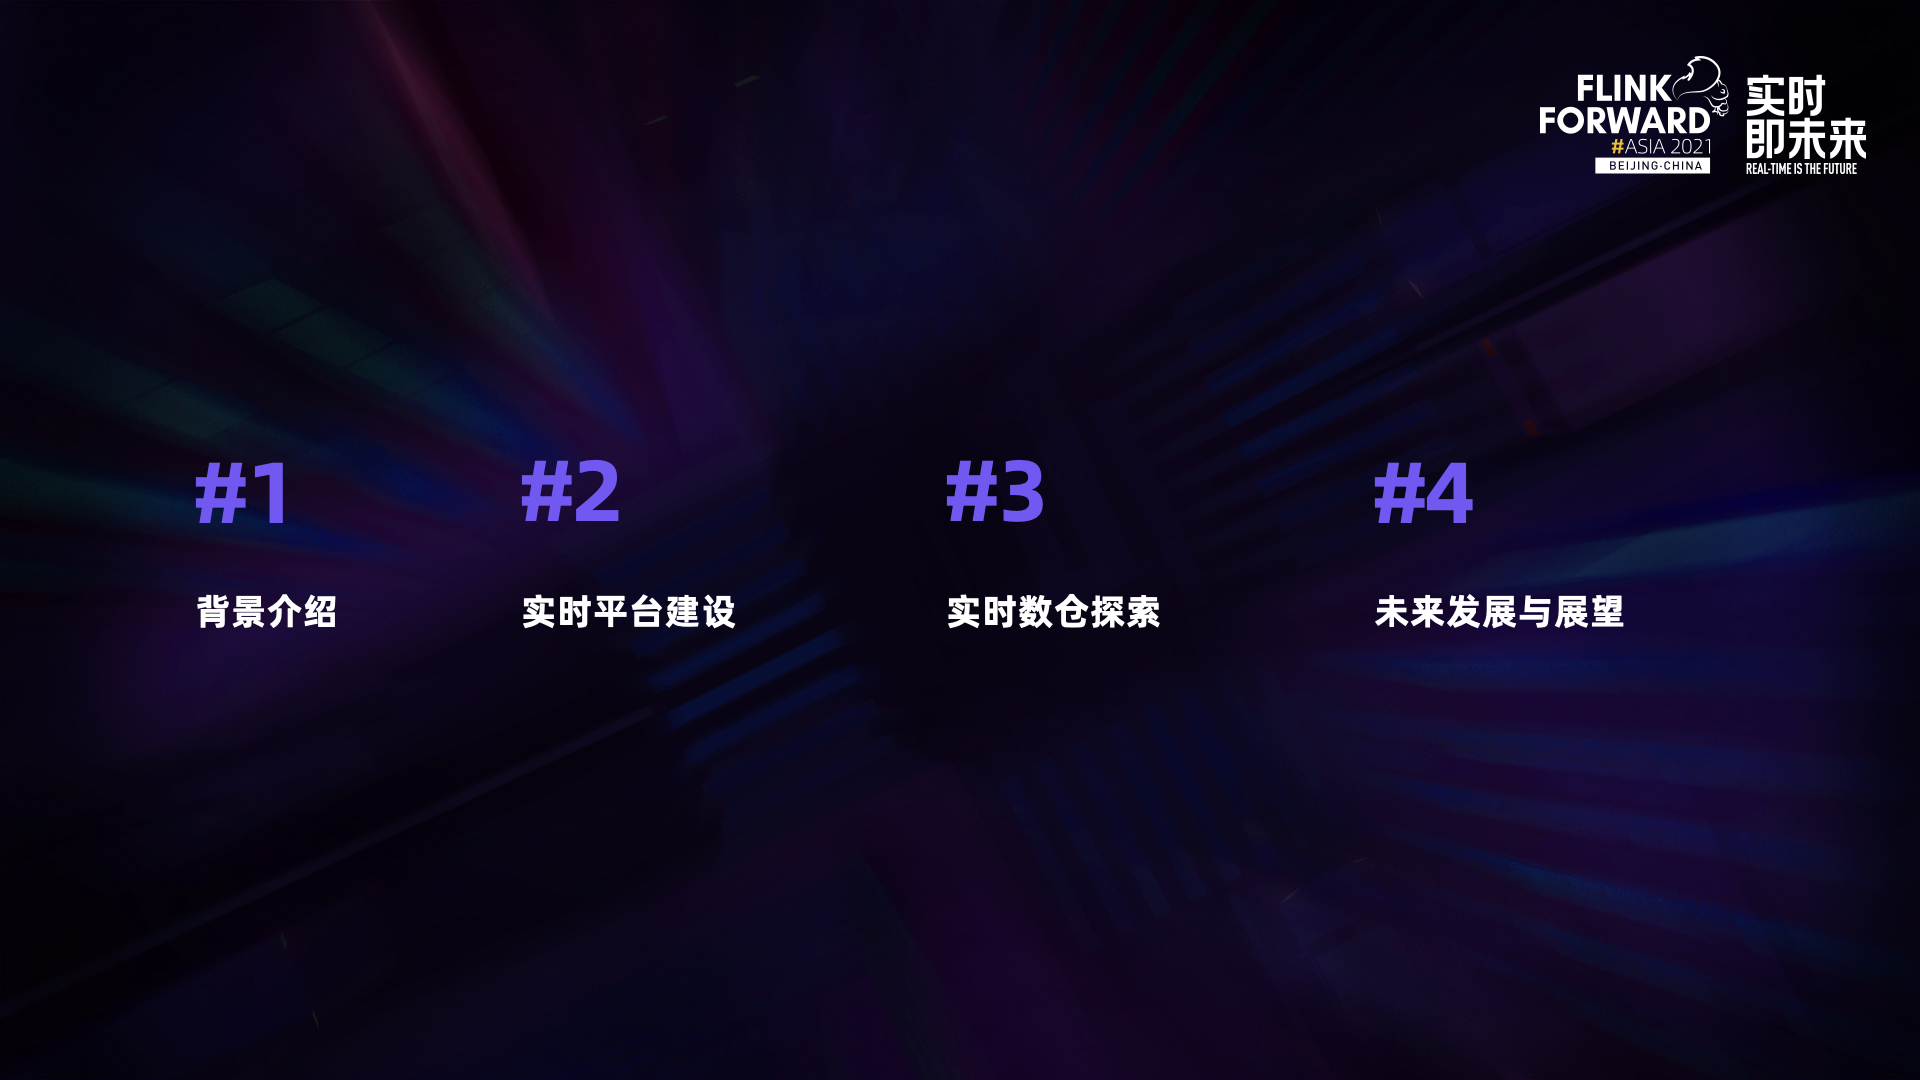 FLINK
FORWARD
#ASIA 2021
BEIJING·CHINA
实时
即未来
REAL-TIME IS THE FUTURE
#1
背景介绍
#2
实时平台建设
#3
实时数仓探索
#4
未来发展与展望